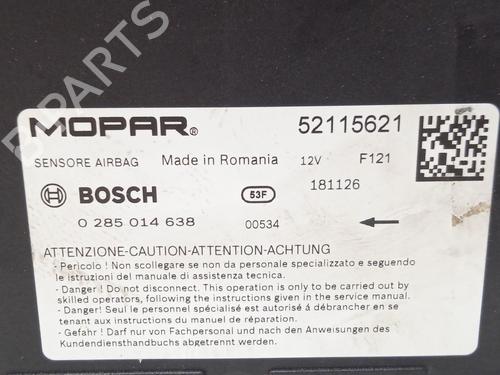 B PARTS
MOPAR® 52115621
SENSORE AIRBAG Made in Romania 12V F121
BOSCH 53F 181126
0 285 014 638 00534
ATTENZIONE-CAUTION-ATTENTION-ACHTUNG
- Pericolo ! Non scollegare se non da personale specializzato e seguendo
le istruzioni del manuale di assistenza tecnica.
- Danger ! Do not disconnect. This operation is only to be carried out by
skilled operators, following the instructions given in the service manual.
- Danger! Seul le personnel spécialisé est autorisé á débrancher en se
tenant aux instructions du manuel de réparation.
- Gefahr ! Darf nur von Fachpersonal und nach den Anweisungen des
Kundendiensthandbuchs abgetrennt werden.